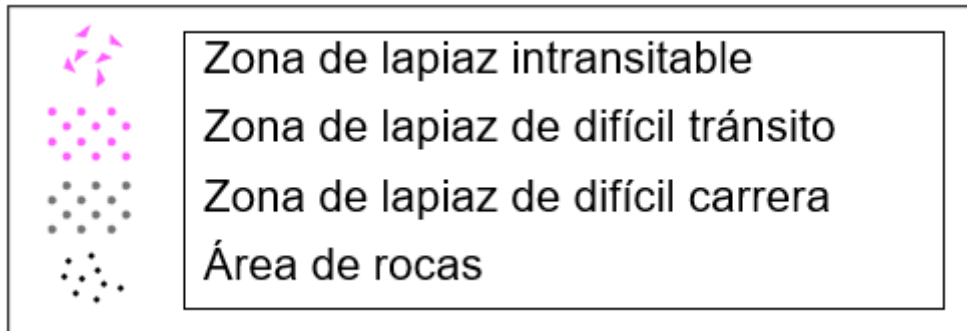 Zona de lapiaz intransitable
Zona de lapiaz de difícil tránsito
Zona de lapiaz de difícil carrera
Área de rocas